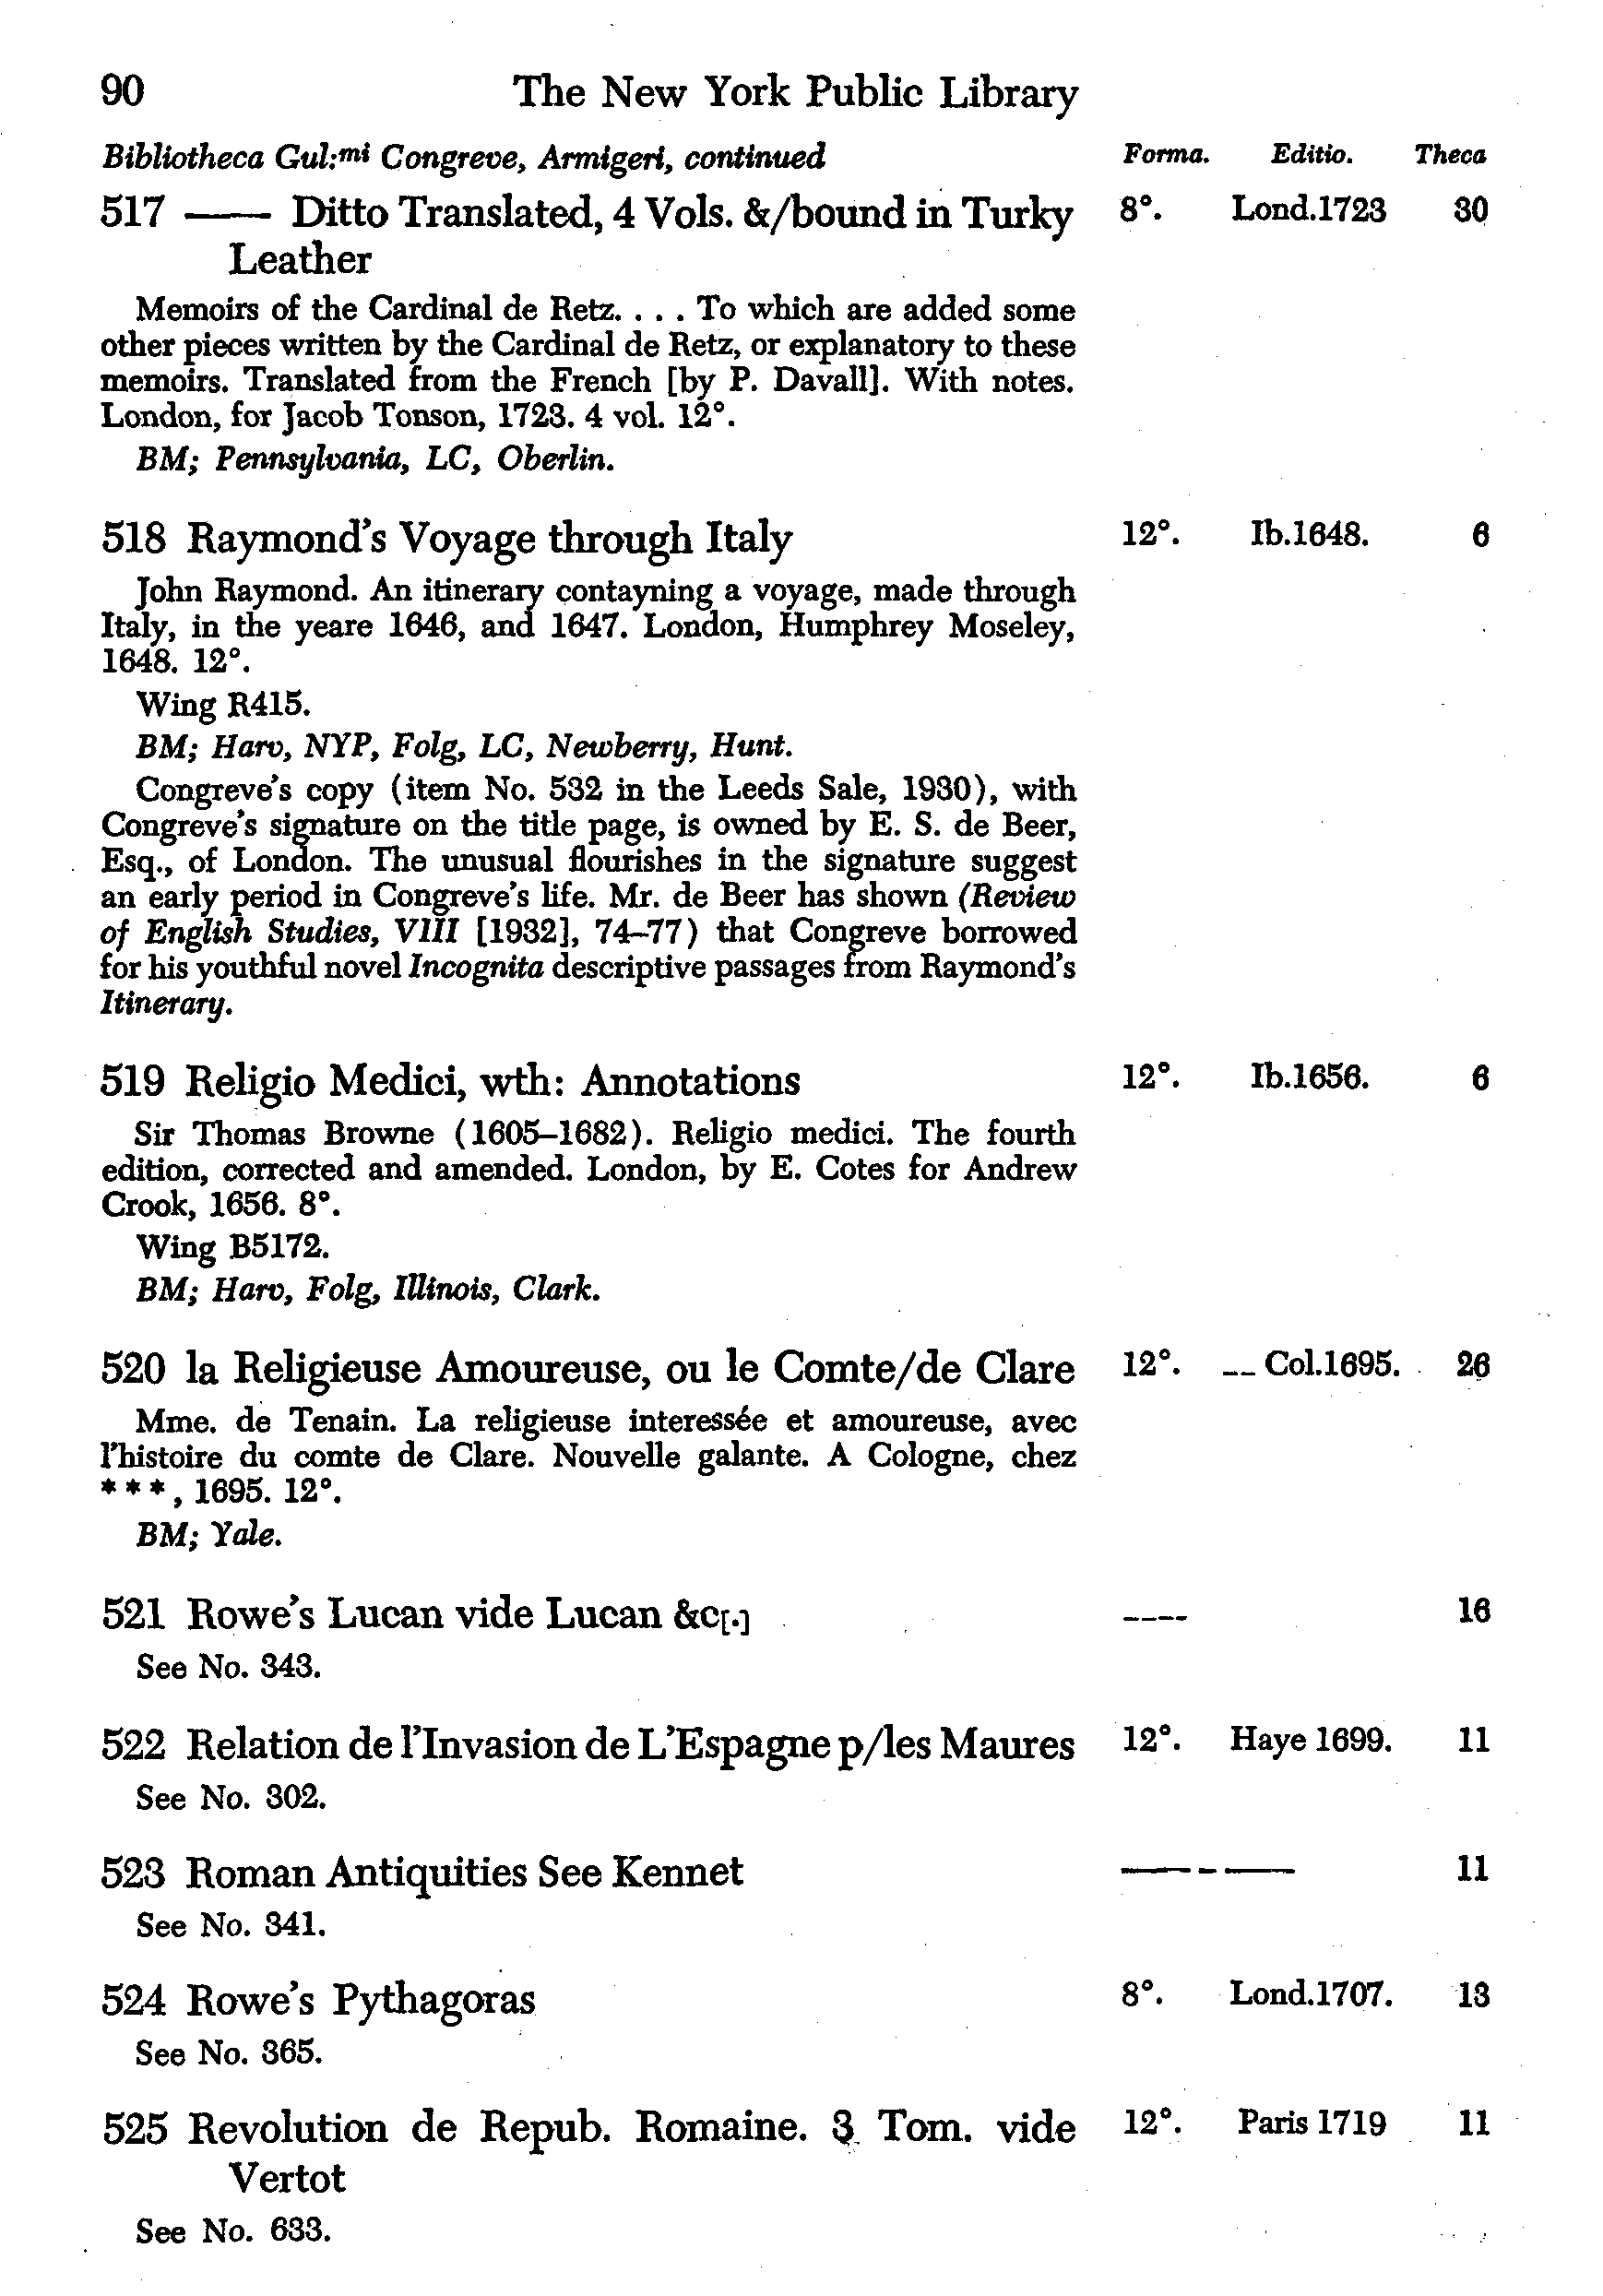 90 The New York Public Library
Bibliotheca Gul:mi Congreve, Armigeri, continued Forma. Editio. Theca
517 —— Ditto Translated, 4 Vols. &/bound in Turky 8°. Lond.1723 30
Leather
Memoirs of the Cardinal de Retz. . . . To which are added some
other pieces written by the Cardinal de Retz, or explanatory to these
memoirs. Translated from the French [by P. Davall]. With notes.
London, for Jacob Tonson, 1723. 4 vol. 12°.
BM; Pennsylvania, LC, Oberlin.
518 Raymond's Voyage through Italy 12°. Ib.1648. 6
John Raymond. An itinerary contayning a voyage, made through
Italy, in the yeare 1646, and 1647. London, Humphrey Moseley,
1648. 12°.
Wing R415.
BM; Harv, NYP, Folg, LC, Newberry, Hunt.
Congreve's copy (item No. 532 in the Leeds Sale, 1930), with
Congreve's signature on the title page, is owned by E. S. de Beer,
Esq., of London. The unusual flourishes in the signature suggest
an early period in Congreve's life. Mr. de Beer has shown (Review
of English Studies, VIII [1932], 74–77) that Congreve borrowed
for his youthful novel Incognita descriptive passages from Raymond's
Itinerary.
519 Religio Medici, wth: Annotations 12°. Ib.1656. 6
Sir Thomas Browne (1605–1682). Religio medici. The fourth
edition, corrected and amended. London, by E. Cotes for Andrew
Crook, 1656. 8°.
Wing B5172.
BM; Harv, Folg, Illinois, Clark.
520 la Religieuse Amoureuse, ou le Comte/de Clare 12°. -- Col.1695. 26
Mme. de Tenain. La religieuse interessée et amoureuse, avec
l'histoire du comte de Clare. Nouvelle galante. A Cologne, chez
* * *, 1695. 12°.
BM; Yale.
521 Rowe's Lucan vide Lucan &c[.] ---- 16
See No. 343.
522 Relation de l'Invasion de L'Espagne p/les Maures 12°. Haye 1699. 11
See No. 302.
523 Roman Antiquities See Kennet —-— 11
See No. 341.
524 Rowe's Pythagoras 8°. Lond.1707. 13
See No. 365.
525 Revolution de Repub. Romaine. 3 Tom. vide 12°. Paris 1719 11
Vertot
See No. 633.